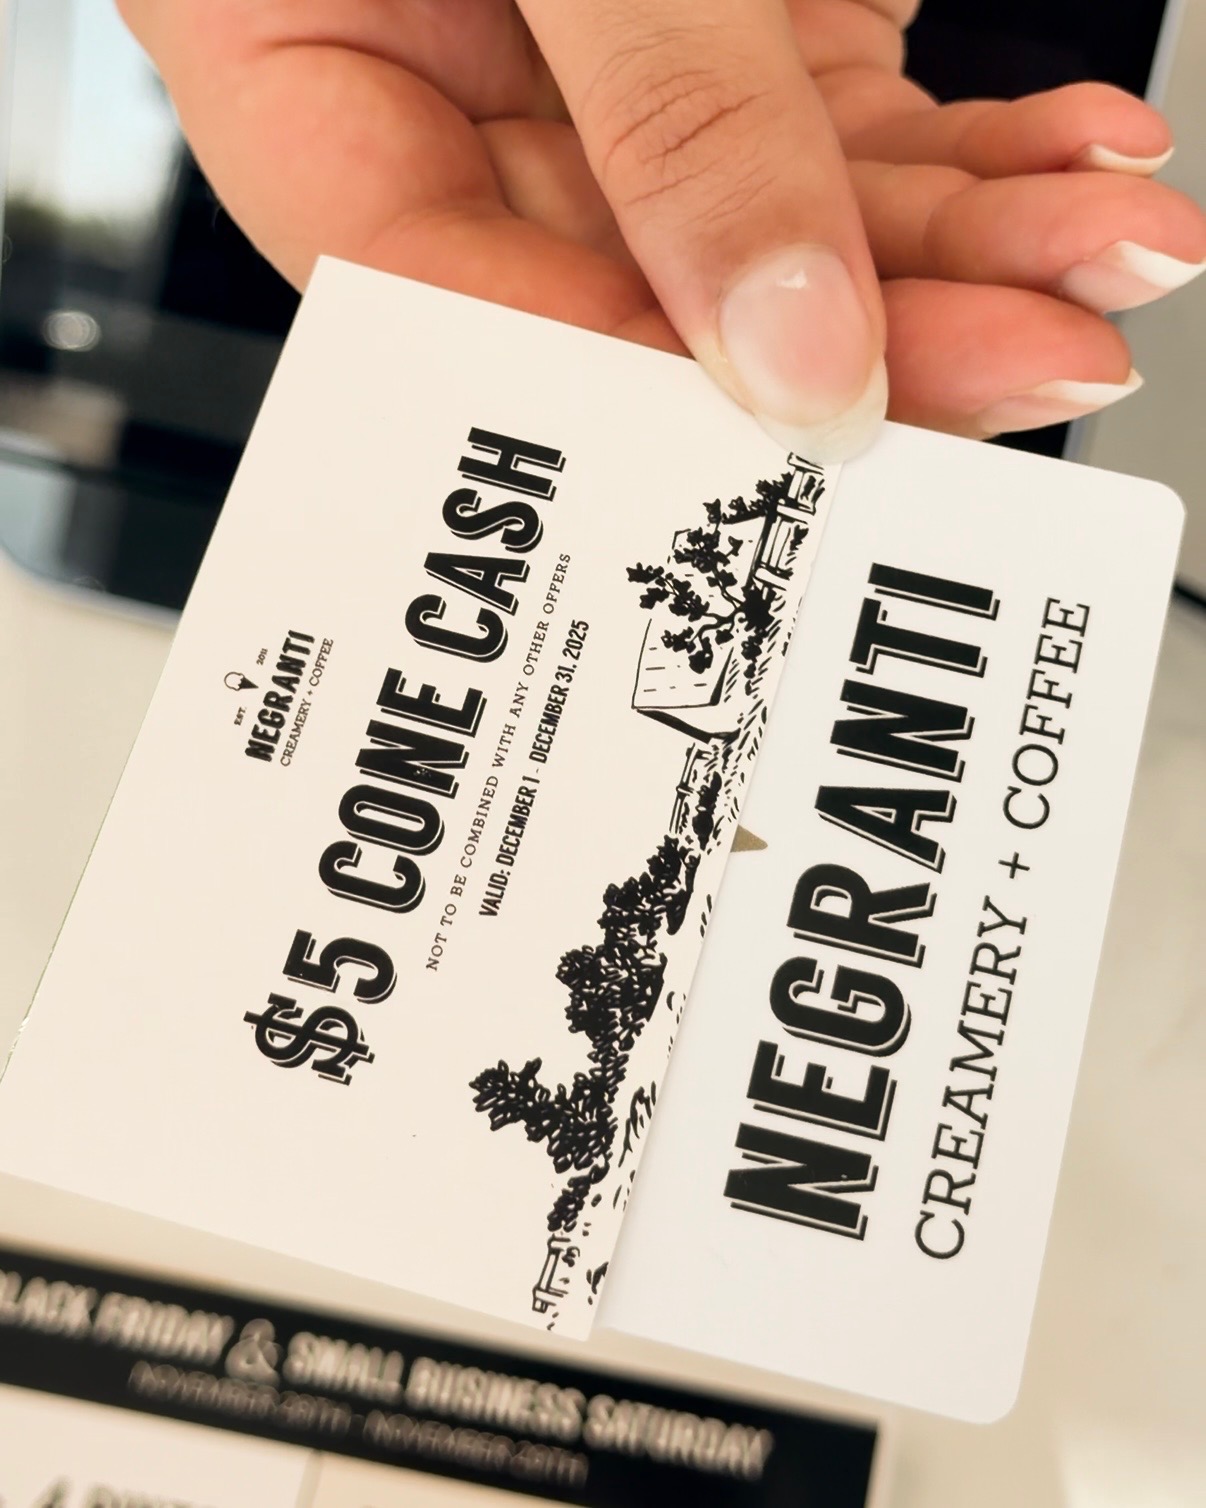 EST. 2011
NEGRANTI
CREAMERY + COFFEE
$5 CONE CASH
NOT TO BE COMBINED WITH ANY OTHER OFFERS
VALID: DECEMBER 1 - DECEMBER 31, 2025
NEGRANTI
CREAMERY + COFFEE
BLACK FRIDAY & SMALL BUSINESS SATURDAY